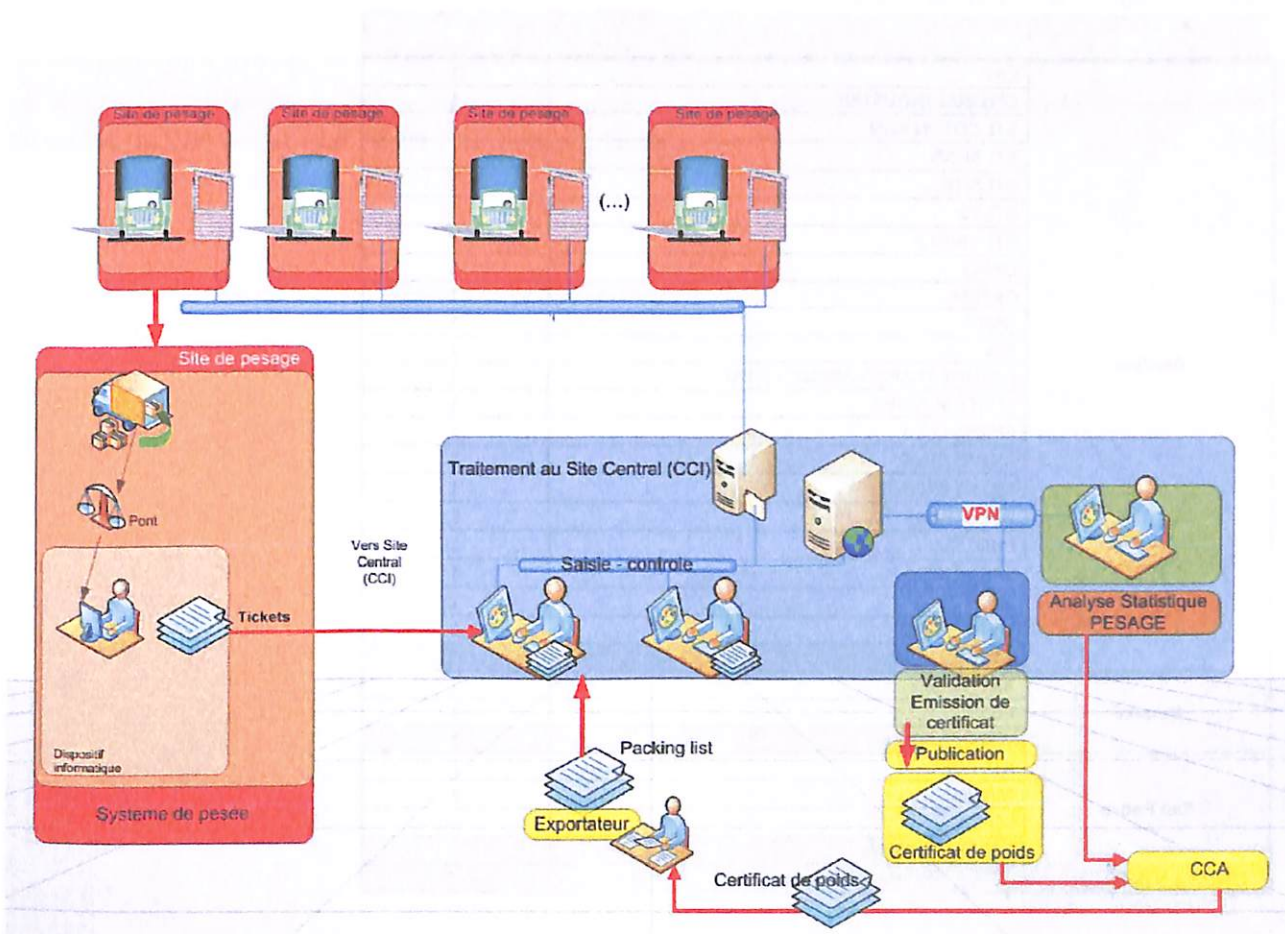 Site de pesage
Site de pesage
Site de pesage
Site de pesage
(...)
Site de pesage
Pont
Tickets
Dispositif
informatique
Systeme de pesée
Vers Site
Central
(CCI)
Traitement au Site Central (CCI)
Saisie - controle
VPN
Analyse Statistique
PESAGE
Validation
Emission de
certificat
Publication
Certificat de poids
Packing list
Exportateur
Certificat de poids
CCA